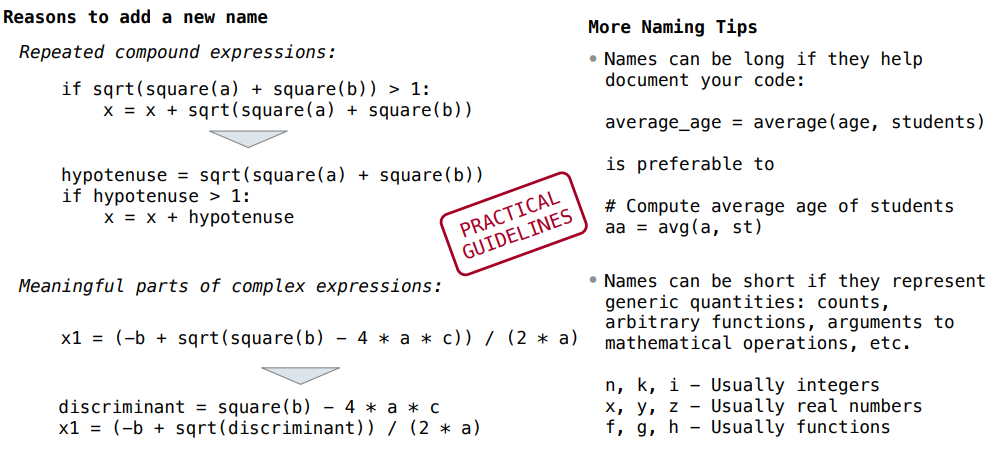 Reasons to add a new name
Repeated compound expressions:
if sqrt(square(a) + square(b)) > 1:
    x = x + sqrt(square(a) + square(b))
hypotenuse = sqrt(square(a) + square(b))
if hypotenuse > 1:
    x = x + hypotenuse
Meaningful parts of complex expressions:
x1 = (−b + sqrt(square(b) − 4 * a * c)) / (2 * a)
discriminant = square(b) − 4 * a * c
x1 = (−b + sqrt(discriminant)) / (2 * a)
PRACTICAL
GUIDELINES
More Naming Tips
• Names can be long if they help
document your code:
average_age = average(age, students)
is preferable to
# Compute average age of students
aa = avg(a, st)
• Names can be short if they represent
generic quantities: counts,
arbitrary functions, arguments to
mathematical operations, etc.
n, k, i − Usually integers
x, y, z − Usually real numbers
f, g, h − Usually functions